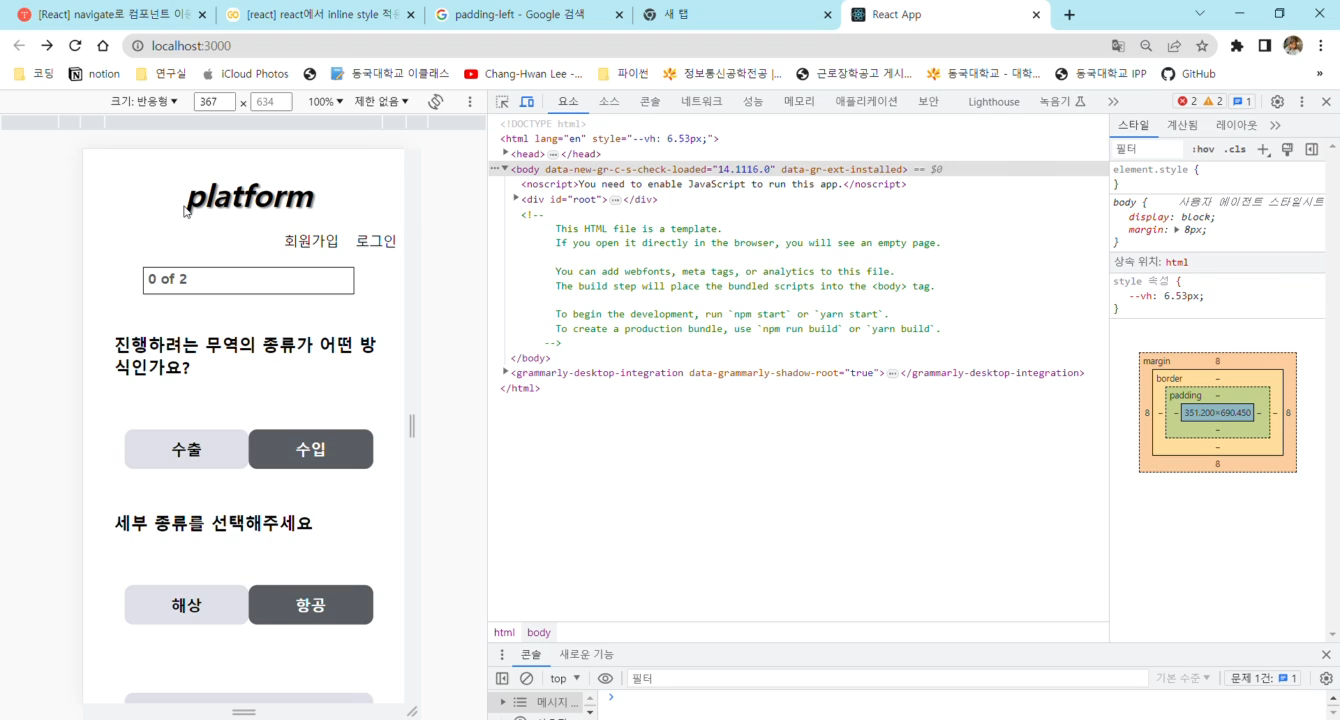 [React] navigate로 컴포넌트 이동
[react] react에서 inline style 적용
padding-left - Google 검색
새 탭
React App
localhost:3000
코딩 notion 연구실 iCloud Photos 동국대학교 이클래스 Chang-Hwan Lee -... 파이썬 정보통신공학전공 |... 근로장학공고 게시... 동국대학교 - 대학... 동국대학교 IPP GitHub »
크기: 반응형 ▼ 367 x 634 100% ▼ 제한 없음 ▼
요소 소스 콘솔 네트워크 성능 메모리 애플리케이션 보안 Lighthouse 녹음기 2 2 1
platform
회원가입 로그인
0 of 2
진행하려는 무역의 종류가 어떤 방
식인가요?
수출 수입
세부 종류를 선택해주세요
해상 항공
<!DOCTYPE html>
<html lang="en" style="--vh: 6.53px;">
<head> … </head>
<body data-new-gr-c-s-check-loaded="14.1116.0" data-gr-ext-installed> == $0
<noscript>You need to enable JavaScript to run this app.</noscript>
<div id="root"> … </div>
<!--
This HTML file is a template.
If you open it directly in the browser, you will see an empty page.
You can add webfonts, meta tags, or analytics to this file.
The build step will place the bundled scripts into the <body> tag.
To begin the development, run `npm start` or `yarn start`.
To create a production bundle, use `npm run build` or `yarn build`.
-->
</body>
<grammarly-desktop-integration data-grammarly-shadow-root="true"> … </grammarly-desktop-integration>
</html>
html body
스타일 계산됨 레이아웃 »
필터 :hov .cls
element.style {
}
body { 사용자 에이전트 스타일시트
display: block;
margin: ▶ 8px;
}
상속 위치: html
style 속성 {
--vh: 6.53px;
}
margin 8
border –
padding –
8 – – 351.200×690.450 – – 8
–
–
8
콘솔 새로운 기능
top ▼ 필터 기본 수준 ▼ 문제 1건: 1
메시지 ...